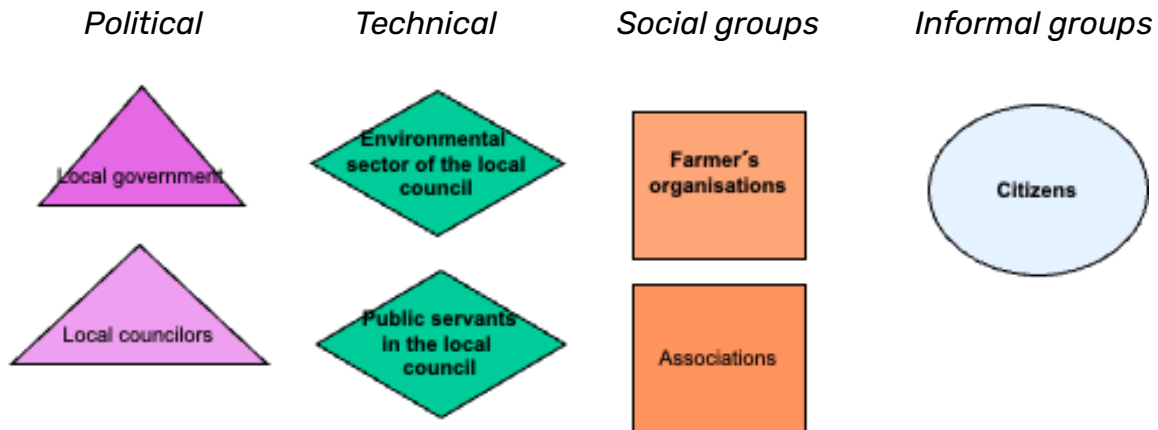 Political
Technical
Social groups
Informal groups
Local government
Environmental
sector of the local
council
Farmer´s
organisations
Citizens
Local councilors
Public servants
in the local
council
Associations